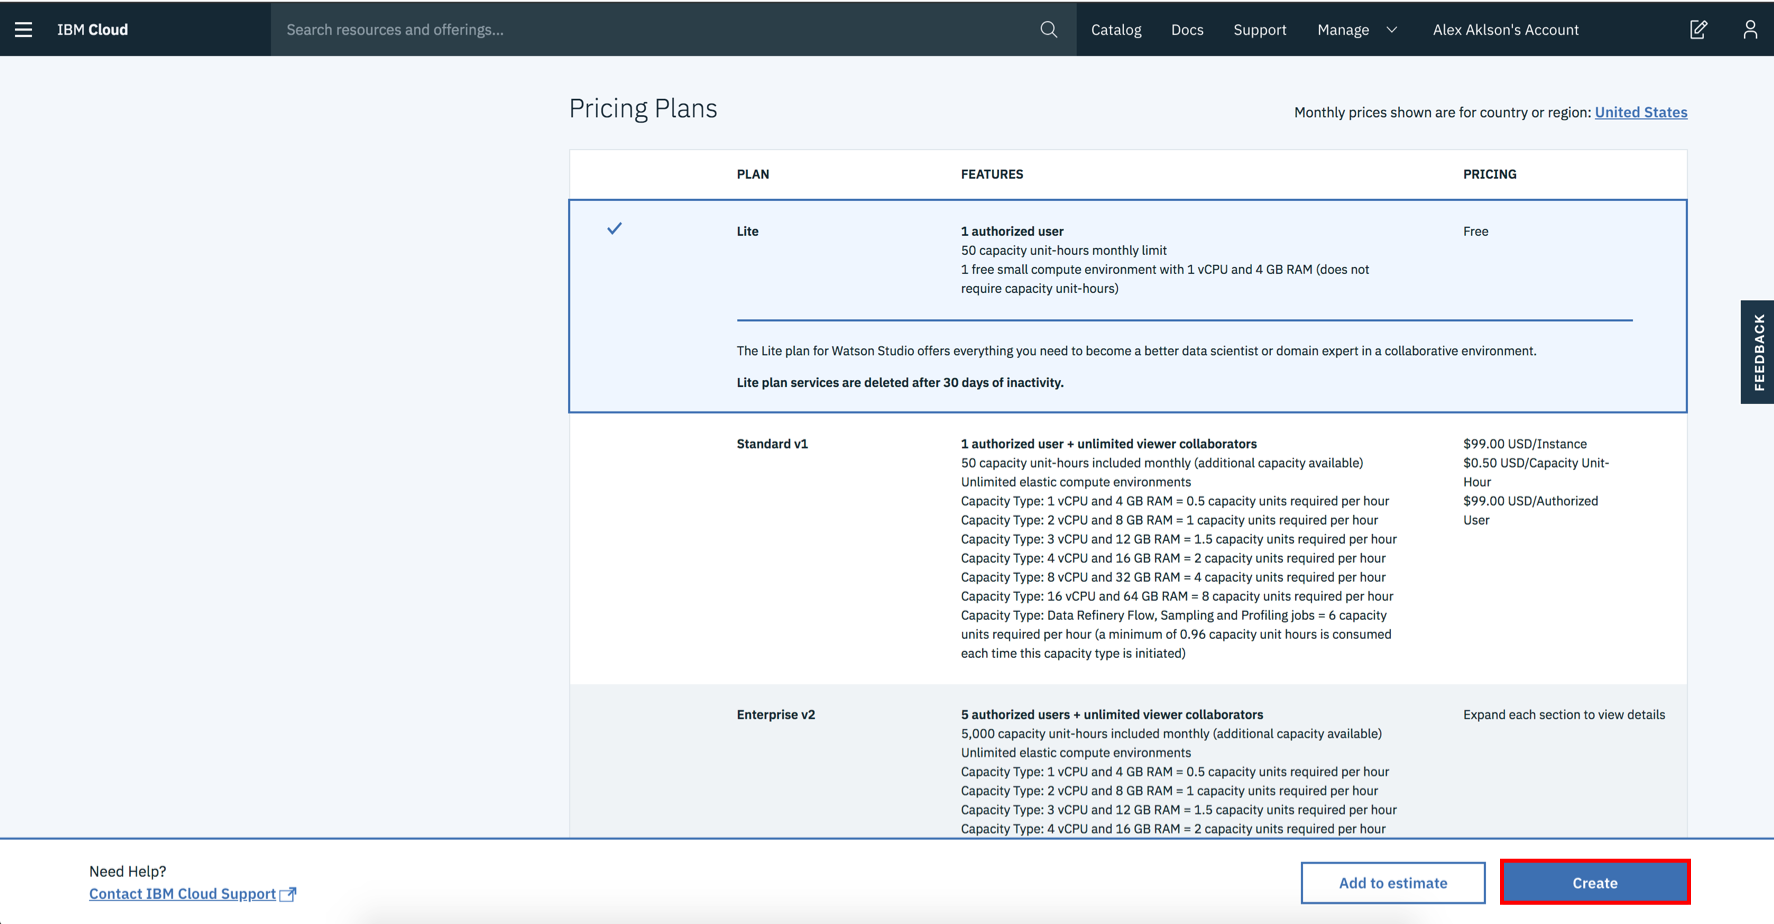 IBM Cloud
Search resources and offerings...
Catalog
Docs
Support
Manage
Alex Aklson's Account
Pricing Plans
Monthly prices shown are for country or region: United States
PLAN
FEATURES
PRICING
Lite
1 authorized user
50 capacity unit-hours monthly limit
1 free small compute environment with 1 vCPU and 4 GB RAM (does not
require capacity unit-hours)
Free
The Lite plan for Watson Studio offers everything you need to become a better data scientist or domain expert in a collaborative environment.
Lite plan services are deleted after 30 days of inactivity.
FEEDBACK
Standard v1
1 authorized user + unlimited viewer collaborators
50 capacity unit-hours included monthly (additional capacity available)
Unlimited elastic compute environments
Capacity Type: 1 vCPU and 4 GB RAM = 0.5 capacity units required per hour
Capacity Type: 2 vCPU and 8 GB RAM = 1 capacity units required per hour
Capacity Type: 3 vCPU and 12 GB RAM = 1.5 capacity units required per hour
Capacity Type: 4 vCPU and 16 GB RAM = 2 capacity units required per hour
Capacity Type: 8 vCPU and 32 GB RAM = 4 capacity units required per hour
Capacity Type: 16 vCPU and 64 GB RAM = 8 capacity units required per hour
Capacity Type: Data Refinery Flow, Sampling and Profiling jobs = 6 capacity
units required per hour (a minimum of 0.96 capacity unit hours is consumed
each time this capacity type is initiated)
$99.00 USD/Instance
$0.50 USD/Capacity Unit-
Hour
$99.00 USD/Authorized
User
Enterprise v2
5 authorized users + unlimited viewer collaborators
5,000 capacity unit-hours included monthly (additional capacity available)
Unlimited elastic compute environments
Capacity Type: 1 vCPU and 4 GB RAM = 0.5 capacity units required per hour
Capacity Type: 2 vCPU and 8 GB RAM = 1 capacity units required per hour
Capacity Type: 3 vCPU and 12 GB RAM = 1.5 capacity units required per hour
Capacity Type: 4 vCPU and 16 GB RAM = 2 capacity units required per hour
Expand each section to view details
Need Help?
Contact IBM Cloud Support
Add to estimate
Create